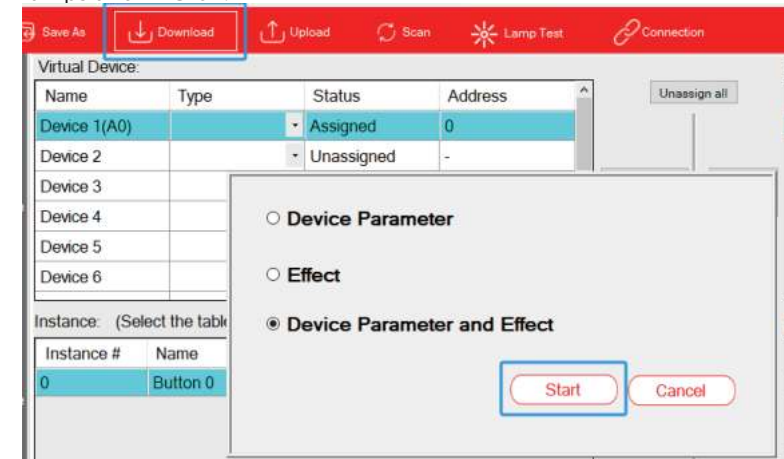 Save As Download Upload Scan Lamp Test Connection
Virtual Device:
Name Type Status Address Unassign all
Device 1(A0) Assigned 0
Device 2 Unassigned -
Device 3
Device 4
Device 5
Device 6
Device Parameter
Effect
Device Parameter and Effect
Start Cancel
Instance: (Select the table
Instance # Name
0 Button 0